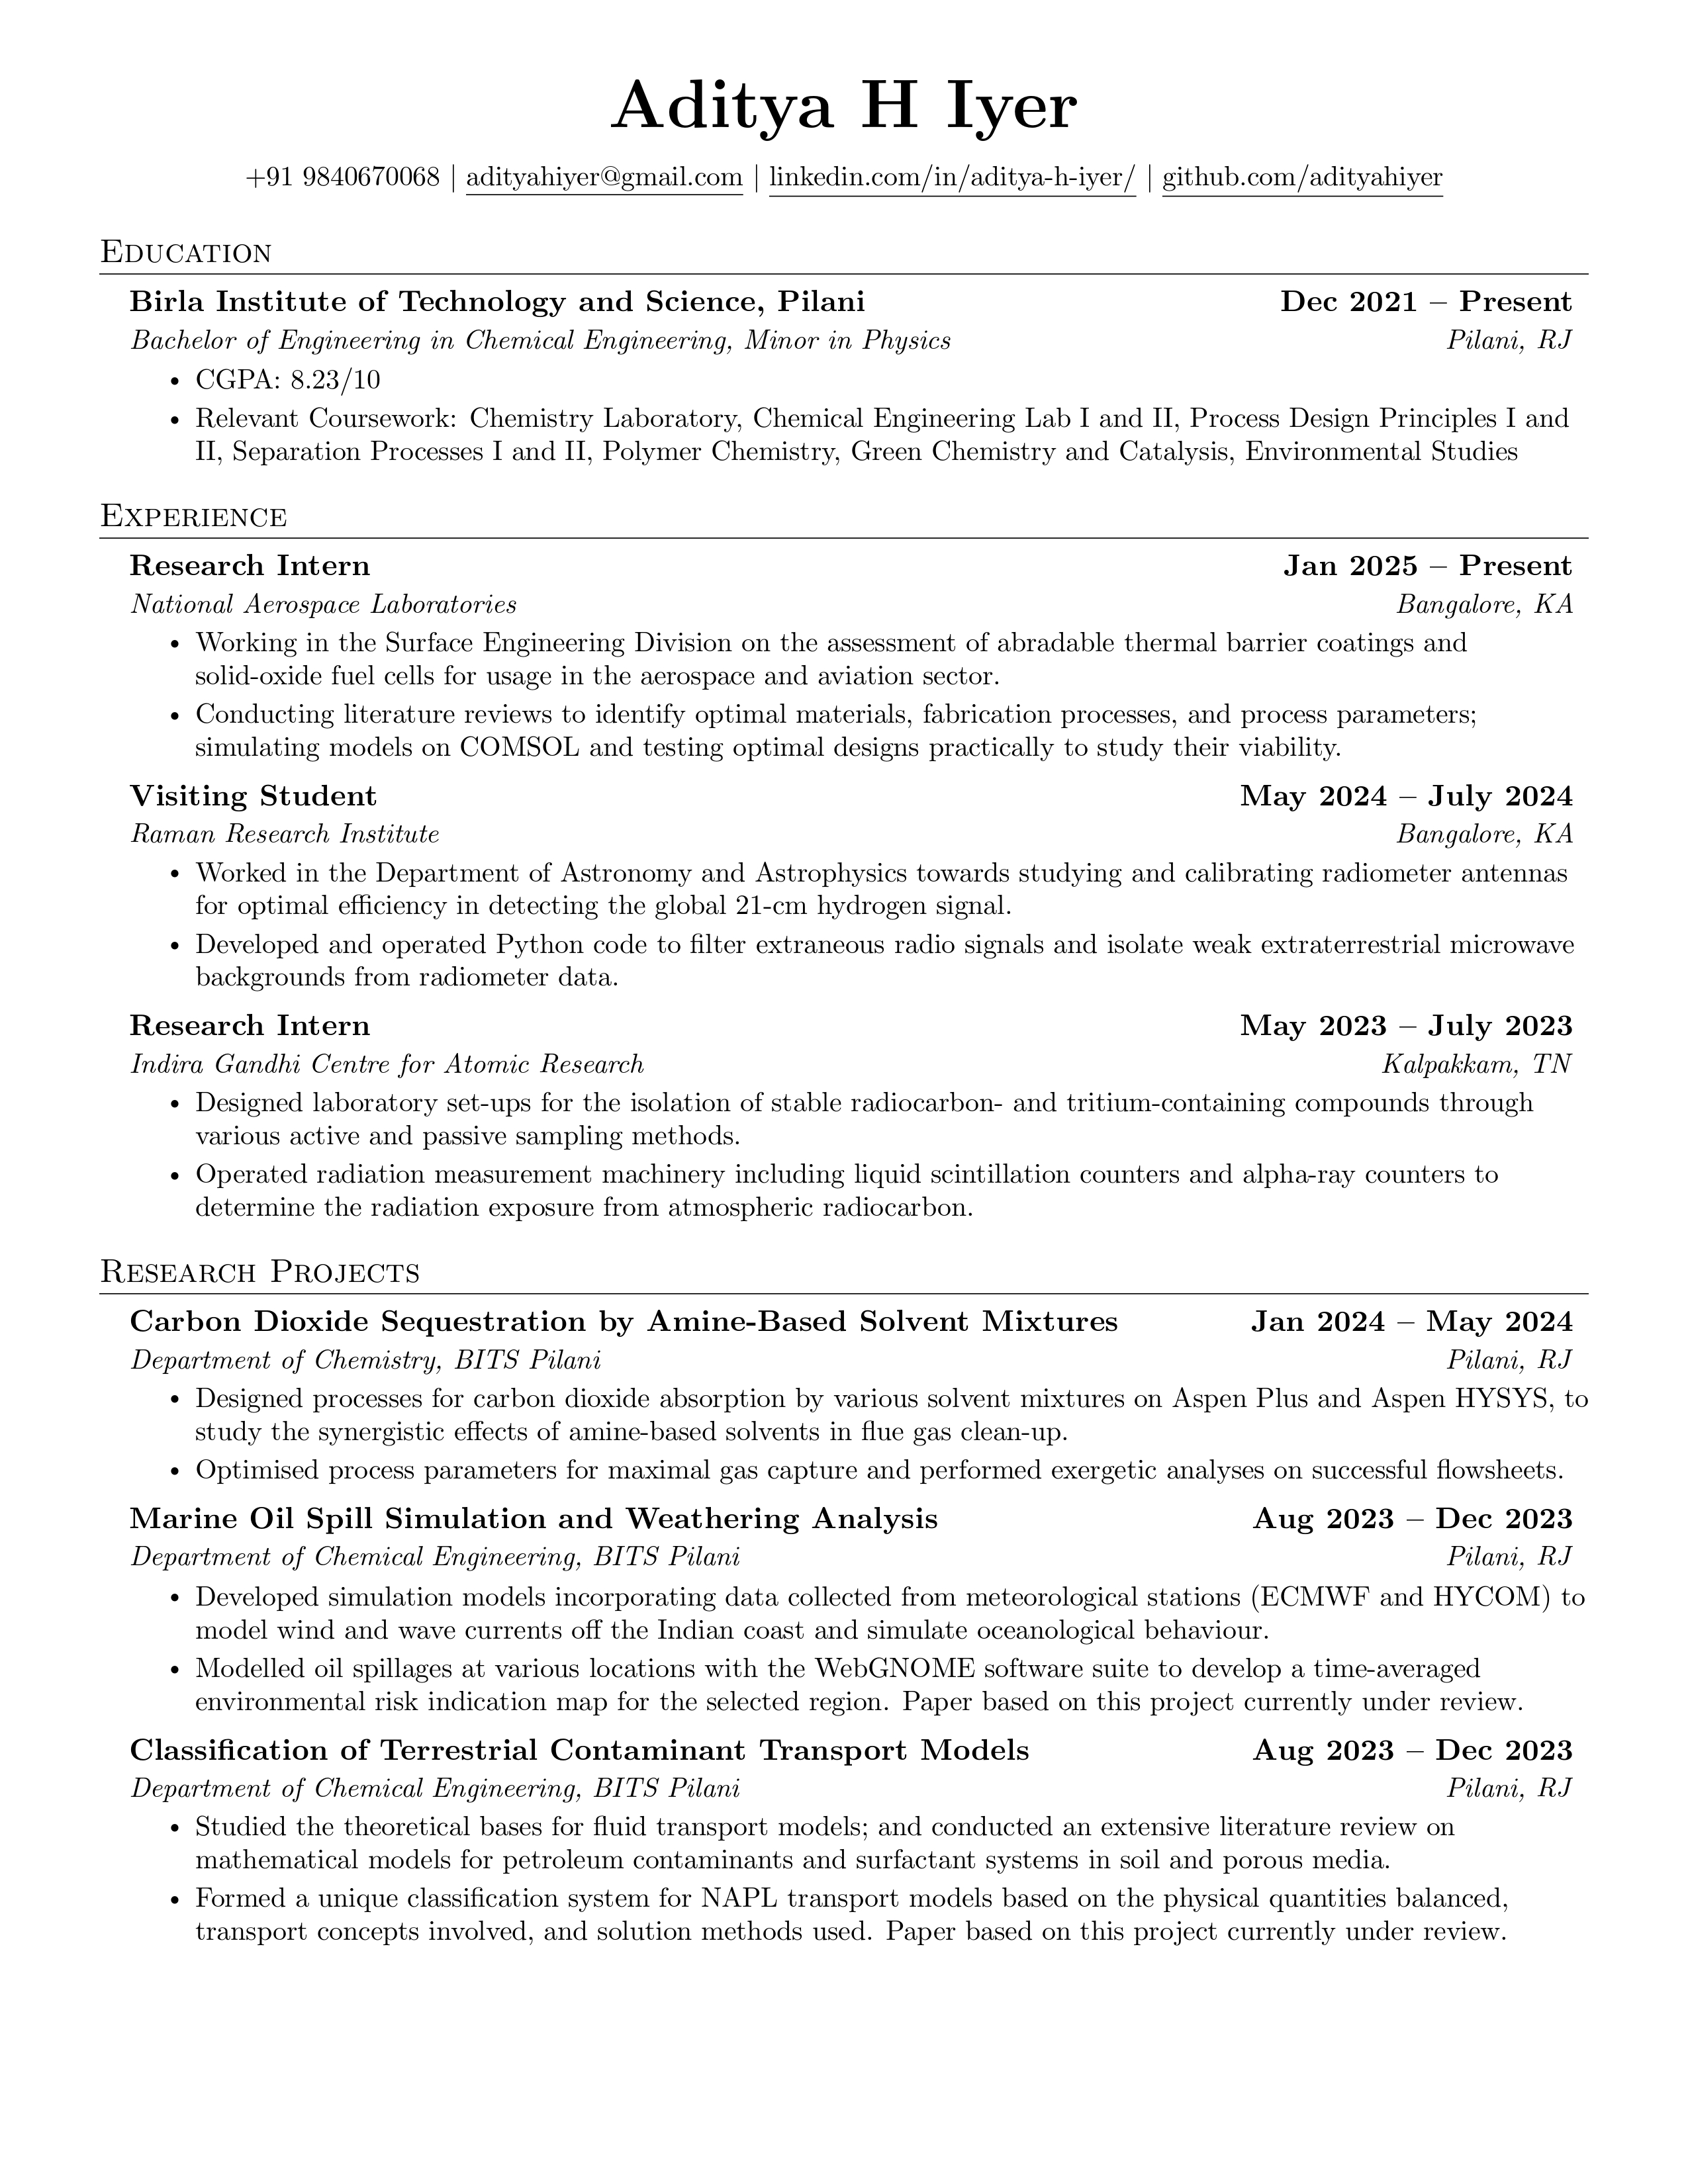 Aditya H Iyer
+91 9840670068 | adityahiyer@gmail.com | linkedin.com/in/aditya-h-iyer/ | github.com/adityahiyer
Education
Birla Institute of Technology and Science, Pilani Dec 2021 – Present
Bachelor of Engineering in Chemical Engineering, Minor in Physics Pilani, RJ
• CGPA: 8.23/10
• Relevant Coursework: Chemistry Laboratory, Chemical Engineering Lab I and II, Process Design Principles I and
II, Separation Processes I and II, Polymer Chemistry, Green Chemistry and Catalysis, Environmental Studies
Experience
Research Intern Jan 2025 – Present
National Aerospace Laboratories Bangalore, KA
• Working in the Surface Engineering Division on the assessment of abradable thermal barrier coatings and
solid-oxide fuel cells for usage in the aerospace and aviation sector.
• Conducting literature reviews to identify optimal materials, fabrication processes, and process parameters;
simulating models on COMSOL and testing optimal designs practically to study their viability.
Visiting Student May 2024 – July 2024
Raman Research Institute Bangalore, KA
• Worked in the Department of Astronomy and Astrophysics towards studying and calibrating radiometer antennas
for optimal efficiency in detecting the global 21-cm hydrogen signal.
• Developed and operated Python code to filter extraneous radio signals and isolate weak extraterrestrial microwave
backgrounds from radiometer data.
Research Intern May 2023 – July 2023
Indira Gandhi Centre for Atomic Research Kalpakkam, TN
• Designed laboratory set-ups for the isolation of stable radiocarbon- and tritium-containing compounds through
various active and passive sampling methods.
• Operated radiation measurement machinery including liquid scintillation counters and alpha-ray counters to
determine the radiation exposure from atmospheric radiocarbon.
Research Projects
Carbon Dioxide Sequestration by Amine-Based Solvent Mixtures Jan 2024 – May 2024
Department of Chemistry, BITS Pilani Pilani, RJ
• Designed processes for carbon dioxide absorption by various solvent mixtures on Aspen Plus and Aspen HYSYS, to
study the synergistic effects of amine-based solvents in flue gas clean-up.
• Optimised process parameters for maximal gas capture and performed exergetic analyses on successful flowsheets.
Marine Oil Spill Simulation and Weathering Analysis Aug 2023 – Dec 2023
Department of Chemical Engineering, BITS Pilani Pilani, RJ
• Developed simulation models incorporating data collected from meteorological stations (ECMWF and HYCOM) to
model wind and wave currents off the Indian coast and simulate oceanological behaviour.
• Modelled oil spillages at various locations with the WebGNOME software suite to develop a time-averaged
environmental risk indication map for the selected region. Paper based on this project currently under review.
Classification of Terrestrial Contaminant Transport Models Aug 2023 – Dec 2023
Department of Chemical Engineering, BITS Pilani Pilani, RJ
• Studied the theoretical bases for fluid transport models; and conducted an extensive literature review on
mathematical models for petroleum contaminants and surfactant systems in soil and porous media.
• Formed a unique classification system for NAPL transport models based on the physical quantities balanced,
transport concepts involved, and solution methods used. Paper based on this project currently under review.